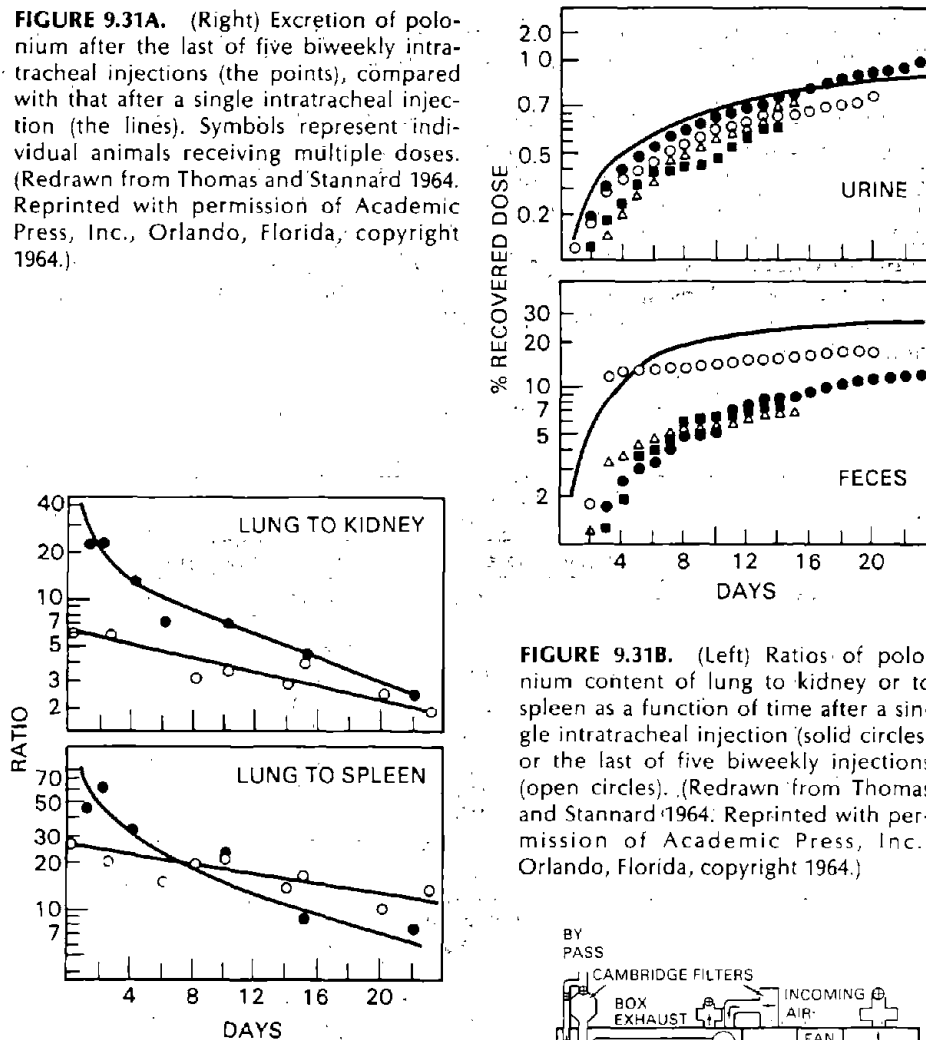 FIGURE 9.31A. (Right) Excretion of polo-
nium after the last of five biweekly intra-
tracheal injections (the points), compared
with that after a single intratracheal injec-
tion (the lines). Symbols represent indi-
vidual animals receiving multiple doses.
(Redrawn from Thomas and Stannard 1964.
Reprinted with permission of Academic
Press, Inc., Orlando, Florida, copyright
1964.)
% RECOVERED DOSE
2.0
1.0
0.7
0.5
0.2
URINE
30
20
10
7
5
2
FECES
4 8 12 16 20
DAYS
RATIO
40
20
10
7
5
3
2
LUNG TO KIDNEY
70
50
30
20
10
7
LUNG TO SPLEEN
4 8 12 16 20
DAYS
FIGURE 9.31B. (Left) Ratios of polo-
nium content of lung to kidney or to
spleen as a function of time after a sin-
gle intratracheal injection (solid circles)
or the last of five biweekly injections
(open circles). (Redrawn from Thomas
and Stannard 1964. Reprinted with per-
mission of Academic Press, Inc.,
Orlando, Florida, copyright 1964.)
BY
PASS
CAMBRIDGE FILTERS
BOX
EXHAUST
INCOMING
AIR
FAN